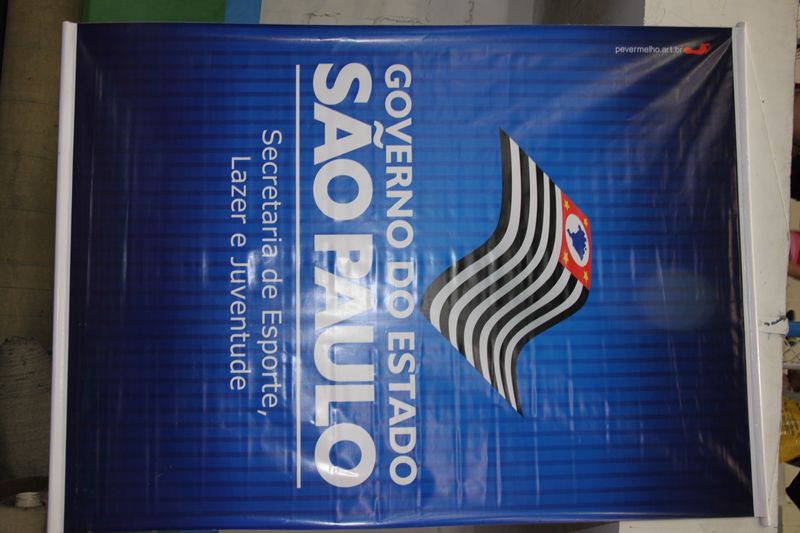 pevermelho.art.br
GOVERNO DO ESTADO
SÃO PAULO
Secretaria de Esporte,
Lazer e Juventude